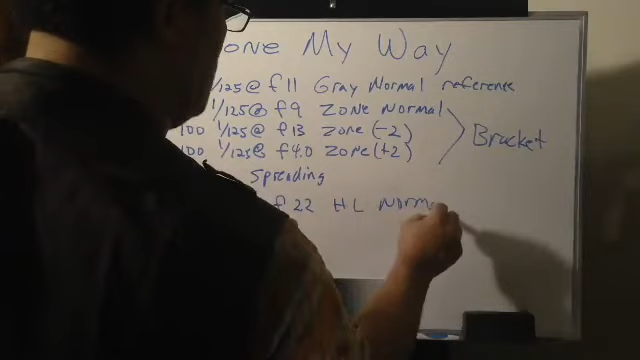 one My Way
1/125@ f11 Gray Normal reference
1/125@ f9 Zone Normal
100 1/125@ f13 Zone (-2)
100 1/125@ f4.0 Zone (+2)
Bracket
Spreading
f22 HL Norm